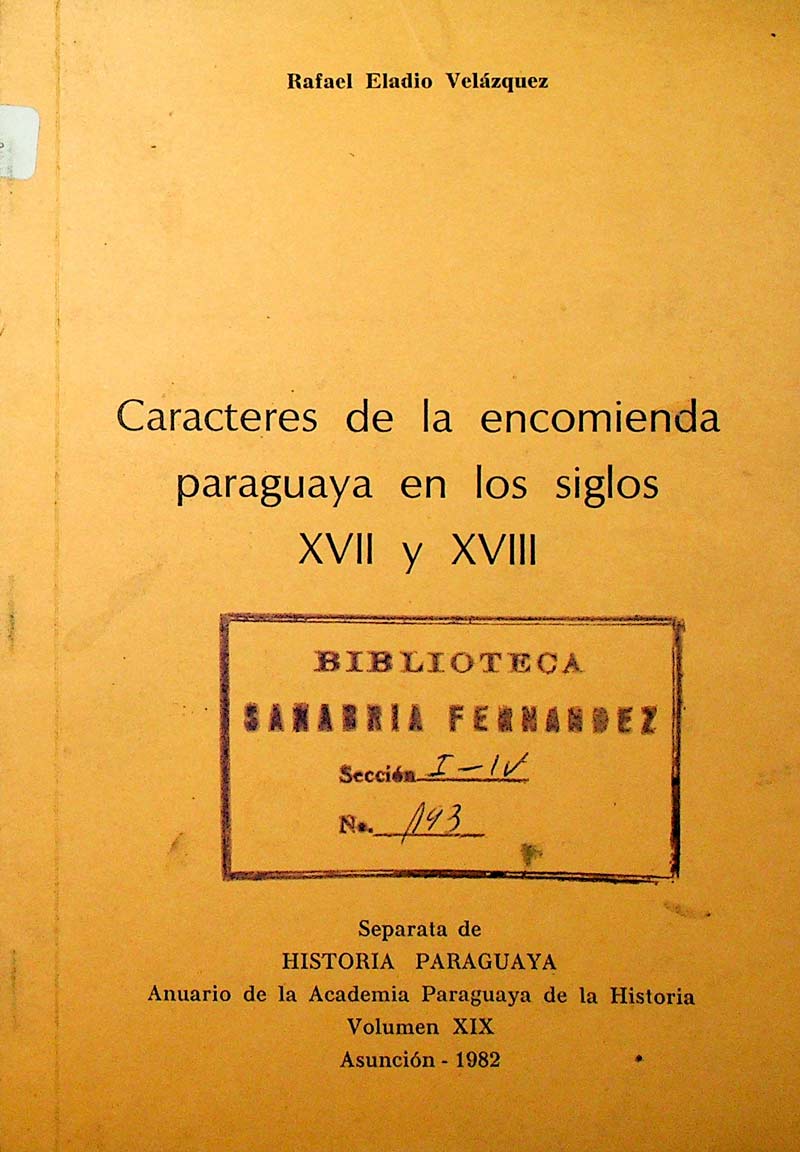 Rafael Eladio Velázquez
Caracteres de la encomienda
paraguaya en los siglos
XVII y XVIII
BIBLIOTECA
SANABRIA FERNANDEZ
Sección I-IV
No. 193
Separata de
HISTORIA PARAGUAYA
Anuario de la Academia Paraguaya de la Historia
Volumen XIX
Asunción - 1982